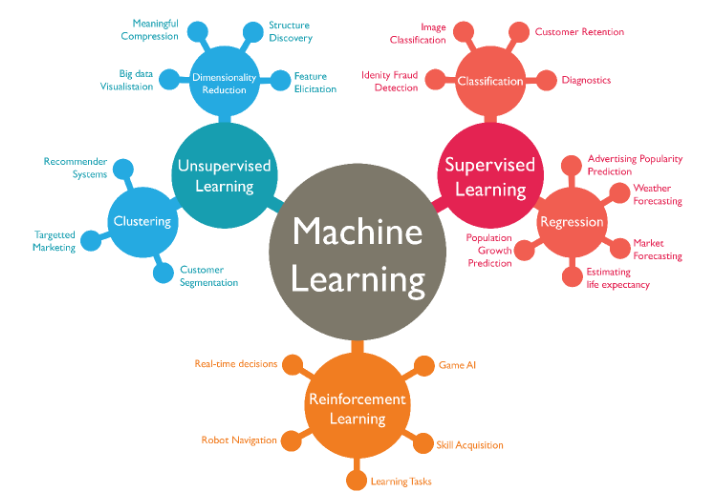 Meaningful
Compression
Structure
Discovery
Big data
Visualistaion
Dimensionality
Reduction
Feature
Elicitation
Unsupervised
Learning
Recommender
Systems
Clustering
Targetted
Marketing
Customer
Segmentation
Image
Classification
Customer Retention
Idenity Fraud
Detection
Classification
Diagnostics
Supervised
Learning
Advertising Popularity
Prediction
Weather
Forecasting
Regression
Population
Growth
Prediction
Market
Forecasting
Estimating
life expectancy
Machine
Learning
Real-time decisions
Game AI
Reinforcement
Learning
Robot Navigation
Skill Acquisition
Learning Tasks